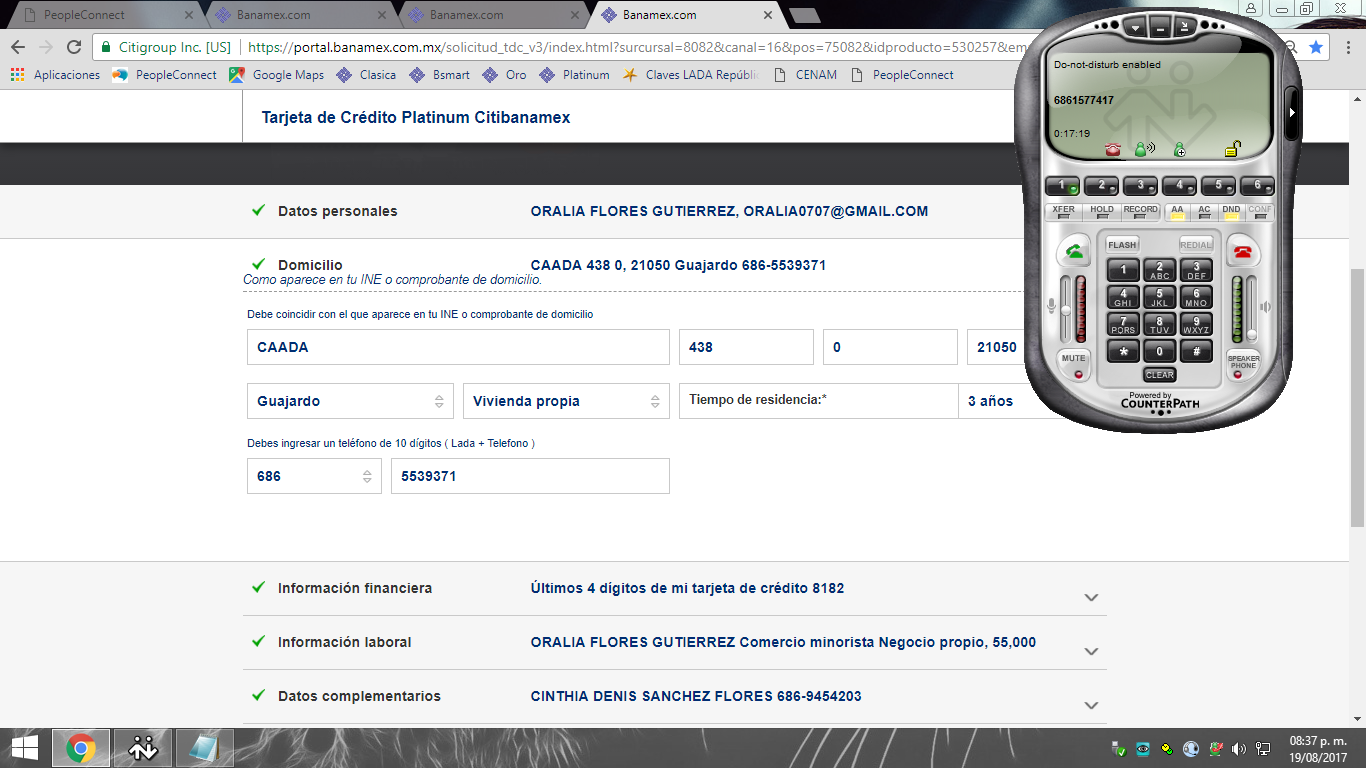 PeopleConnect
Banamex.com
Banamex.com
Banamex.com
Citigroup Inc. [US]
https://portal.banamex.com.mx/solicitud_tdc_v3/index.html?surcursal=8082&canal=16&pos=75082&idproducto=530257&em
Aplicaciones
PeopleConnect
Google Maps
Clasica
Bsmart
Oro
Platinum
Claves LADA Repúbli
CENAM
PeopleConnect
Tarjeta de Crédito Platinum Citibanamex
Datos personales
ORALIA FLORES GUTIERREZ, ORALIA0707@GMAIL.COM
Domicilio
CAADA 438 0, 21050 Guajardo 686-5539371
Como aparece en tu INE o comprobante de domicilio.
Debe coincidir con el que aparece en tu INE o comprobante de domicilio
CAADA
438
0
21050
Guajardo
Vivienda propia
Tiempo de residencia:*
3 años
Debes ingresar un teléfono de 10 dígitos ( Lada + Telefono )
686
5539371
Información financiera
Últimos 4 dígitos de mi tarjeta de crédito 8182
Información laboral
ORALIA FLORES GUTIERREZ Comercio minorista Negocio propio, 55,000
Datos complementarios
CINTHIA DENIS SANCHEZ FLORES 686-9454203
Do-not-disturb enabled
6861577417
0:17:19
1 2 3 4 5 6
XFER HOLD RECORD AA AC DND CONF
FLASH REDIAL
1 2 ABC 3 DEF
4 GHI 5 JKL 6 MNO
7 PQRS 8 TUV 9 WXYZ
* 0 #
MUTE
CLEAR
SPEAKER PHONE
Powered by
COUNTERPATH
08:37 p. m.
19/08/2017